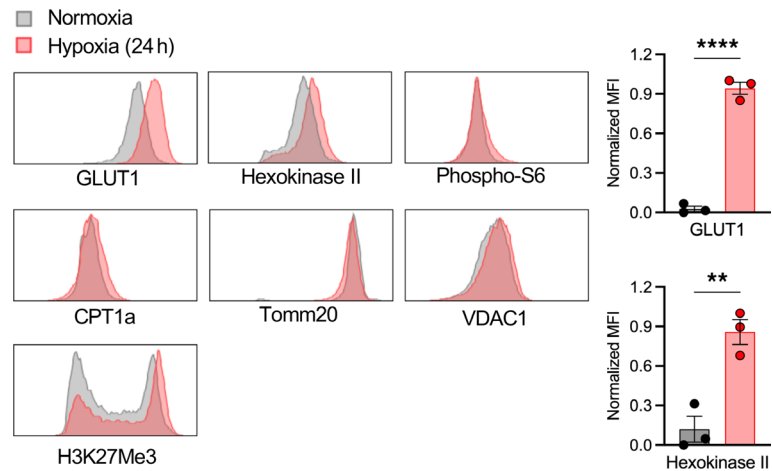 Normoxia
Hypoxia (24 h)
GLUT1
Hexokinase II
Phospho-S6
CPT1a
Tomm20
VDAC1
H3K27Me3
****
Normalized MFI
1.2
0.9
0.6
0.3
0.0
GLUT1
**
Normalized MFI
1.2
0.9
0.6
0.3
0.0
Hexokinase II